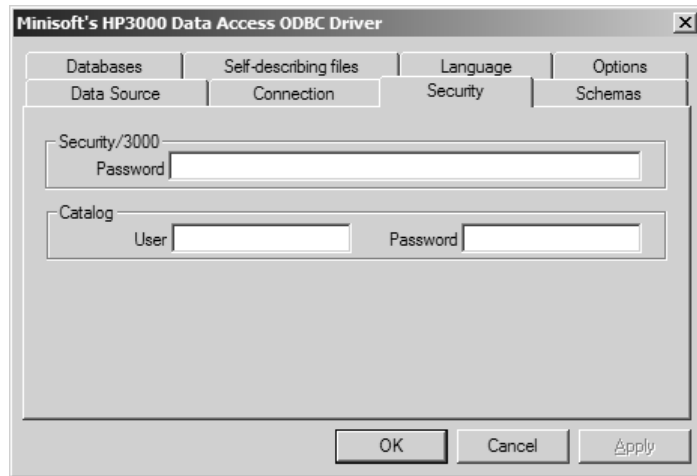 Minisoft's HP3000 Data Access ODBC Driver
Databases Self-describing files Language Options
Data Source Connection Security Schemas
Security/3000
Password
Catalog
User Password
OK Cancel Apply